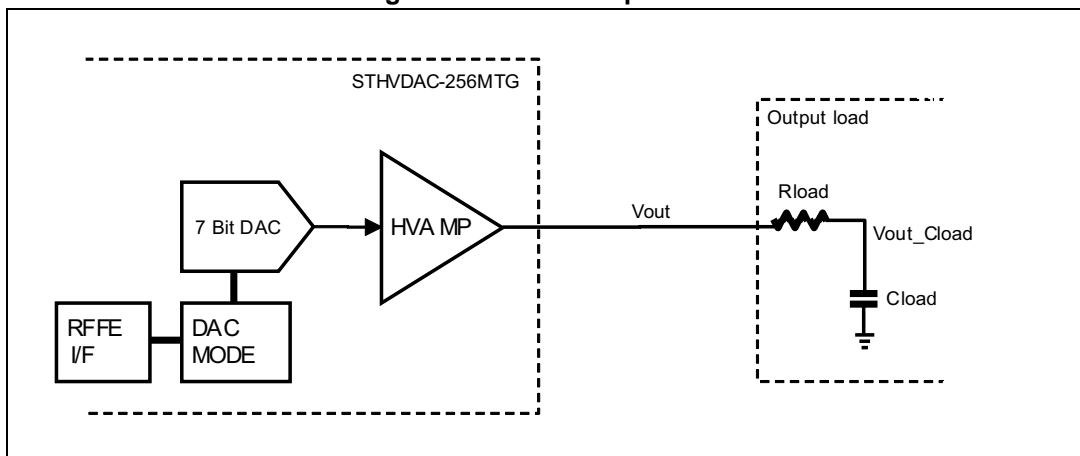 STHVDAC-256MTG
Output load
Rload
7 Bit DAC
HVA MP
Vout
Vout_Cload
Cload
RFFE
I/F
DAC
MODE